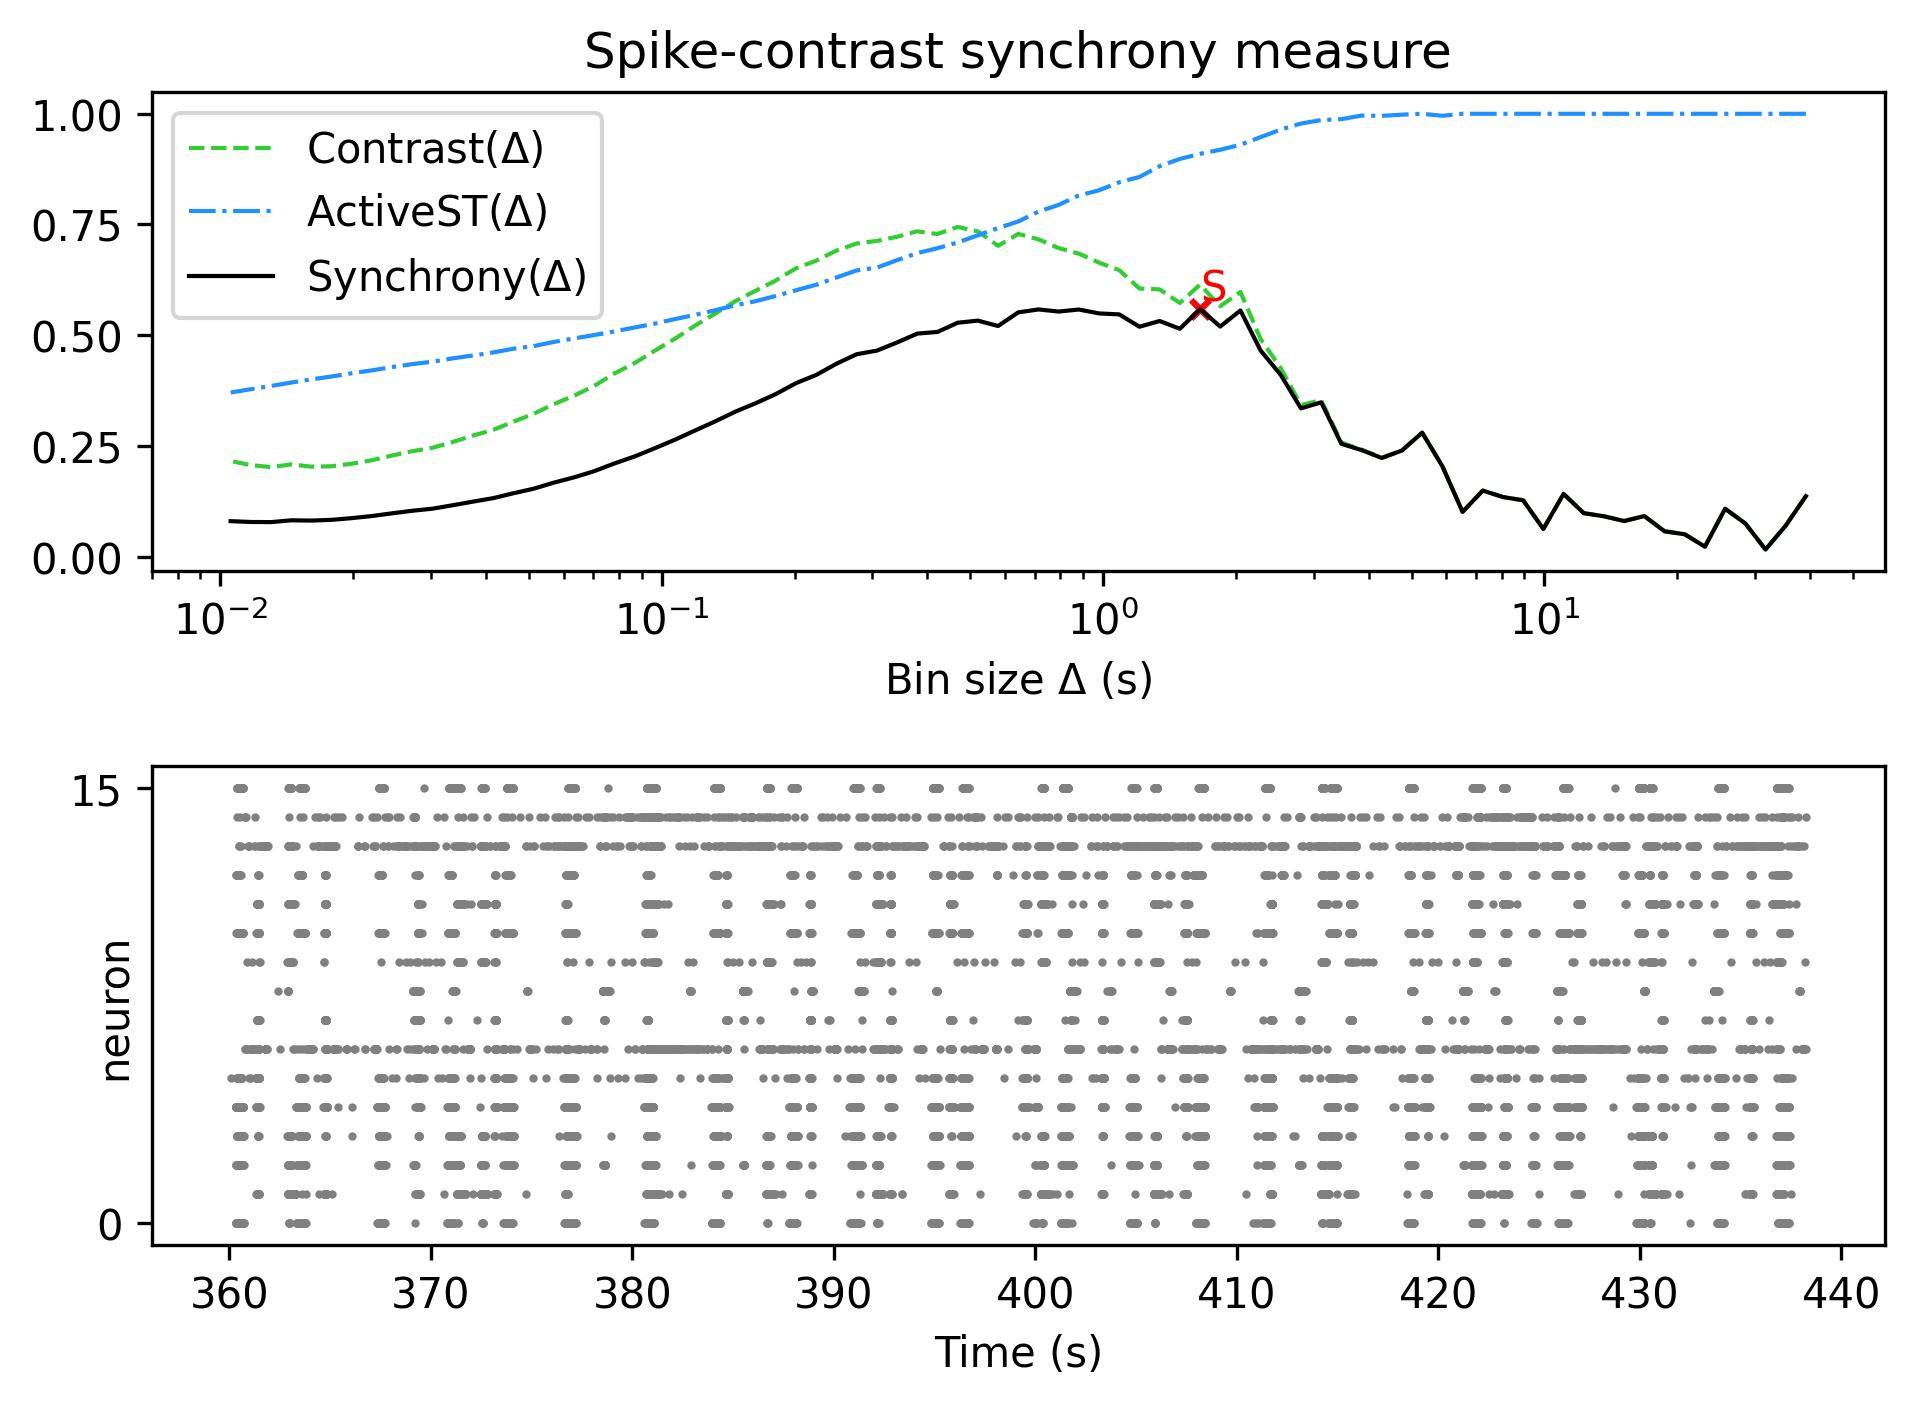 Spike-contrast synchrony measure
1.00
0.75
0.50
0.25
0.00
Contrast(Δ)
ActiveST(Δ)
Synchrony(Δ)
S
10⁻² 10⁻¹ 10⁰ 10¹
Bin size Δ (s)
15
0
neuron
360 370 380 390 400 410 420 430 440
Time (s)